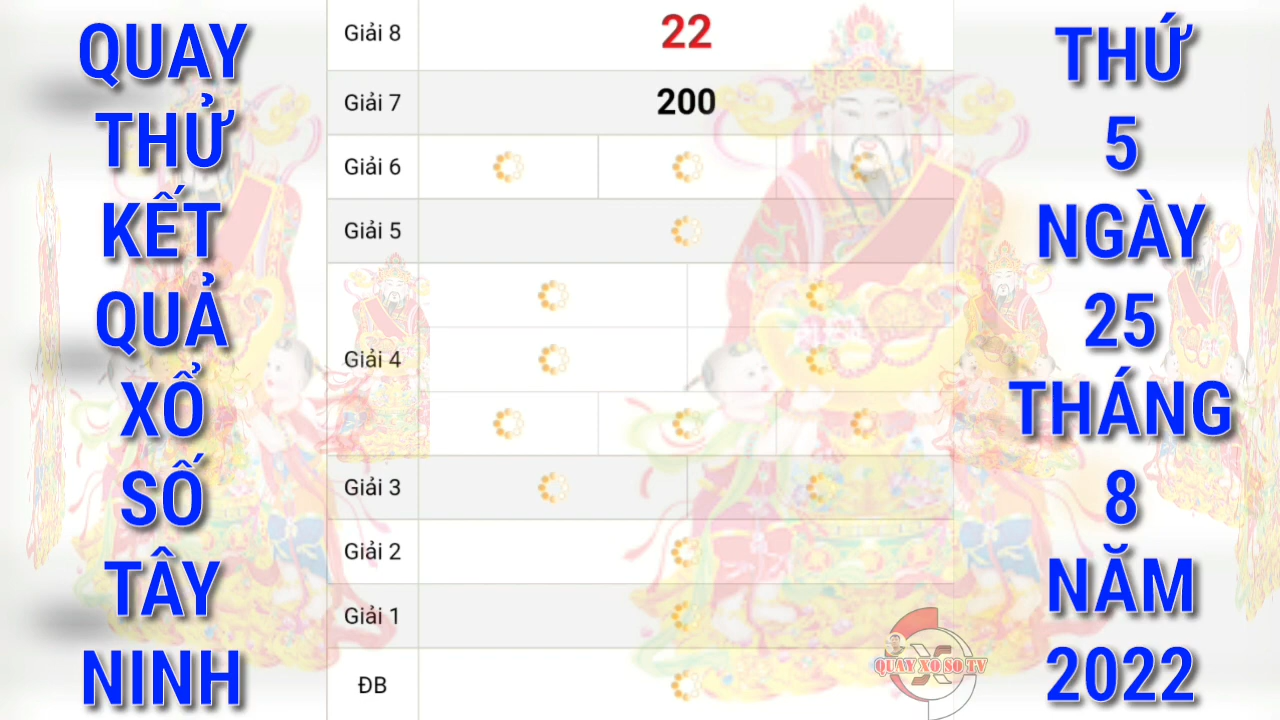 QUAY
THỬ
KẾT
QUẢ
XỔ
SỐ
TÂY
NINH
Giải 8
22
Giải 7
200
Giải 6
Giải 5
Giải 4
Giải 3
Giải 2
Giải 1
ĐB
THỨ
5
NGÀY
25
THÁNG
8
NĂM
2022
QUAY XO SO TV